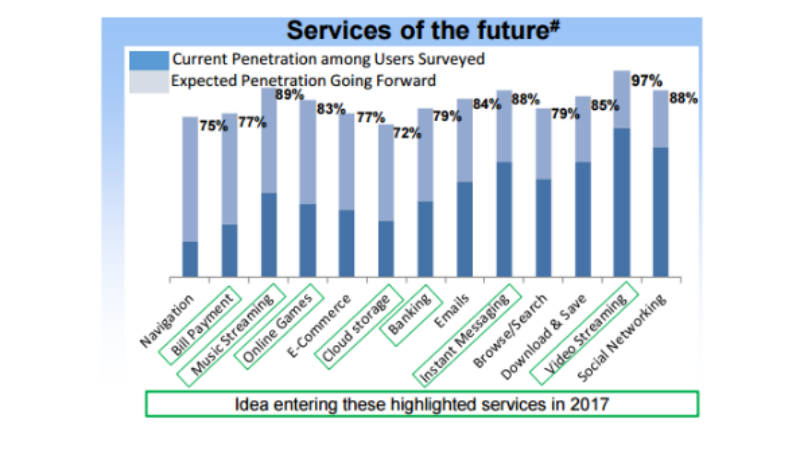 Services of the future#
Current Penetration among Users Surveyed
Expected Penetration Going Forward
75%
77%
89%
83%
77%
72%
79%
84%
88%
79%
85%
97%
88%
Navigation
Bill Payment
Music Streaming
Online Games
E-Commerce
Cloud storage
Banking
Emails
Instant Messaging
Browse/Search
Download & Save
Video Streaming
Social Networking
Idea entering these highlighted services in 2017